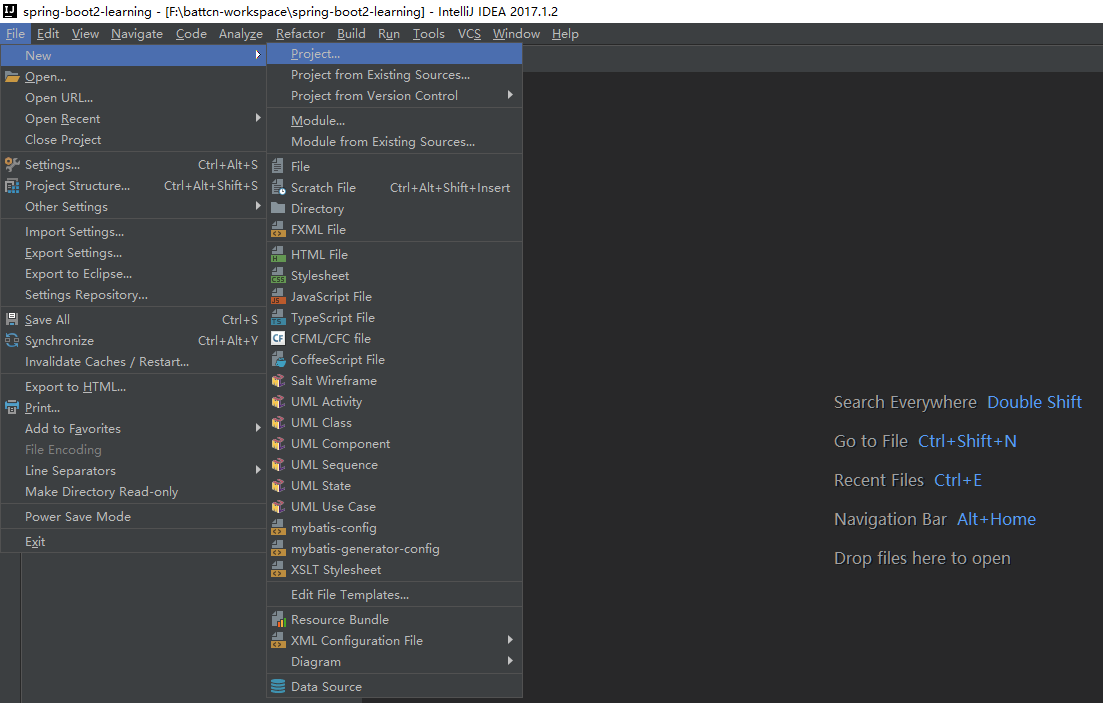 spring-boot2-learning - [F:\battcn-workspace\spring-boot2-learning] - IntelliJ IDEA 2017.1.2
File Edit View Navigate Code Analyze Refactor Build Run Tools VCS Window Help
New
Open...
Open URL...
Open Recent
Close Project
Settings... Ctrl+Alt+S
Project Structure... Ctrl+Alt+Shift+S
Other Settings
Import Settings...
Export Settings...
Export to Eclipse...
Settings Repository...
Save All Ctrl+S
Synchronize Ctrl+Alt+Y
Invalidate Caches / Restart...
Export to HTML...
Print...
Add to Favorites
File Encoding
Line Separators
Make Directory Read-only
Power Save Mode
Exit
Project...
Project from Existing Sources...
Project from Version Control
Module...
Module from Existing Sources...
File
Scratch File Ctrl+Alt+Shift+Insert
Directory
FXML File
HTML File
Stylesheet
JavaScript File
TypeScript File
CFML/CFC file
CoffeeScript File
Salt Wireframe
UML Activity
UML Class
UML Component
UML Sequence
UML State
UML Use Case
mybatis-config
mybatis-generator-config
XSLT Stylesheet
Edit File Templates...
Resource Bundle
XML Configuration File
Diagram
Data Source
Search Everywhere Double Shift
Go to File Ctrl+Shift+N
Recent Files Ctrl+E
Navigation Bar Alt+Home
Drop files here to open